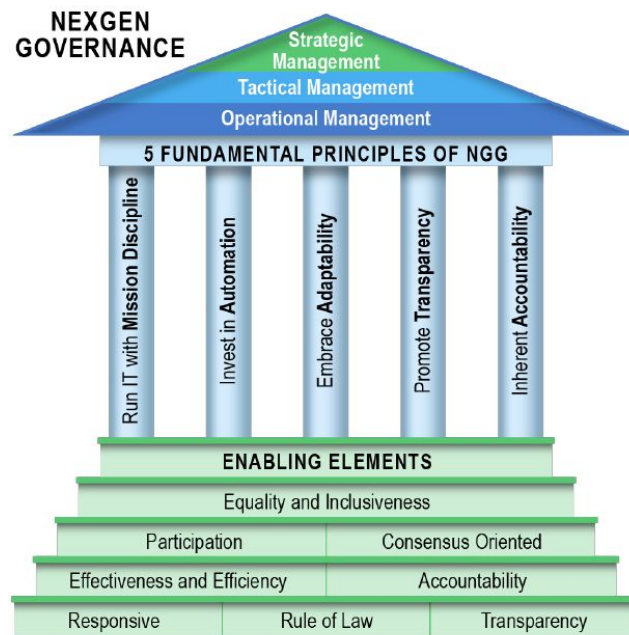 NEXGEN
GOVERNANCE
Strategic
Management
Tactical Management
Operational Management
5 FUNDAMENTAL PRINCIPLES OF NGG
Run IT with Mission Discipline
Invest in Automation
Embrace Adaptability
Promote Transparency
Inherent Accountability
ENABLING ELEMENTS
Equality and Inclusiveness
Participation
Consensus Oriented
Effectiveness and Efficiency
Accountability
Responsive
Rule of Law
Transparency